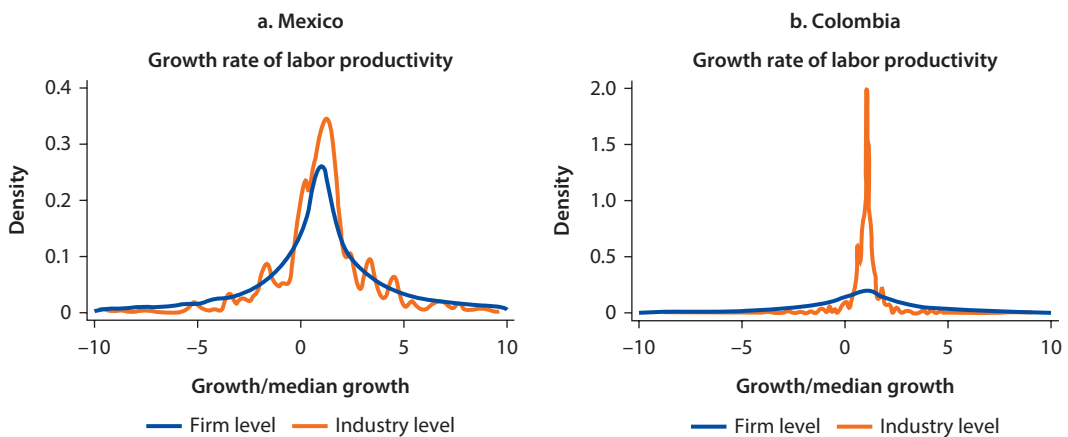 a. Mexico
Growth rate of labor productivity
0.4
0.3
0.2
0.1
0
Density
−10
−5
0
5
10
Growth/median growth
Firm level
Industry level
b. Colombia
Growth rate of labor productivity
2.0
1.5
1.0
0.5
0
Density
−10
−5
0
5
10
Growth/median growth
Firm level
Industry level